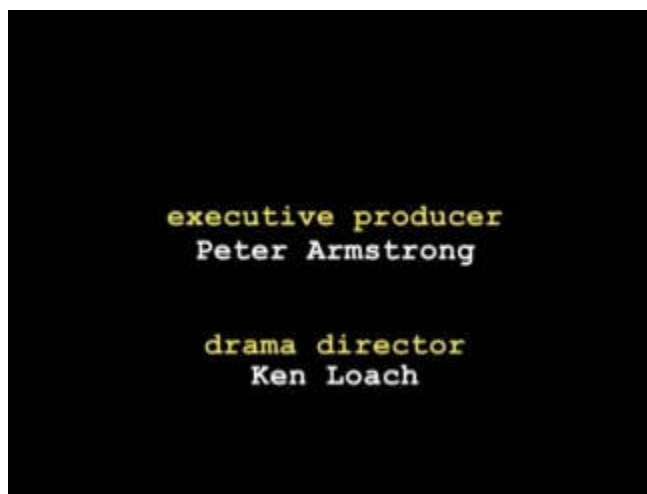 executive producer
Peter Armstrong
drama director
Ken Loach